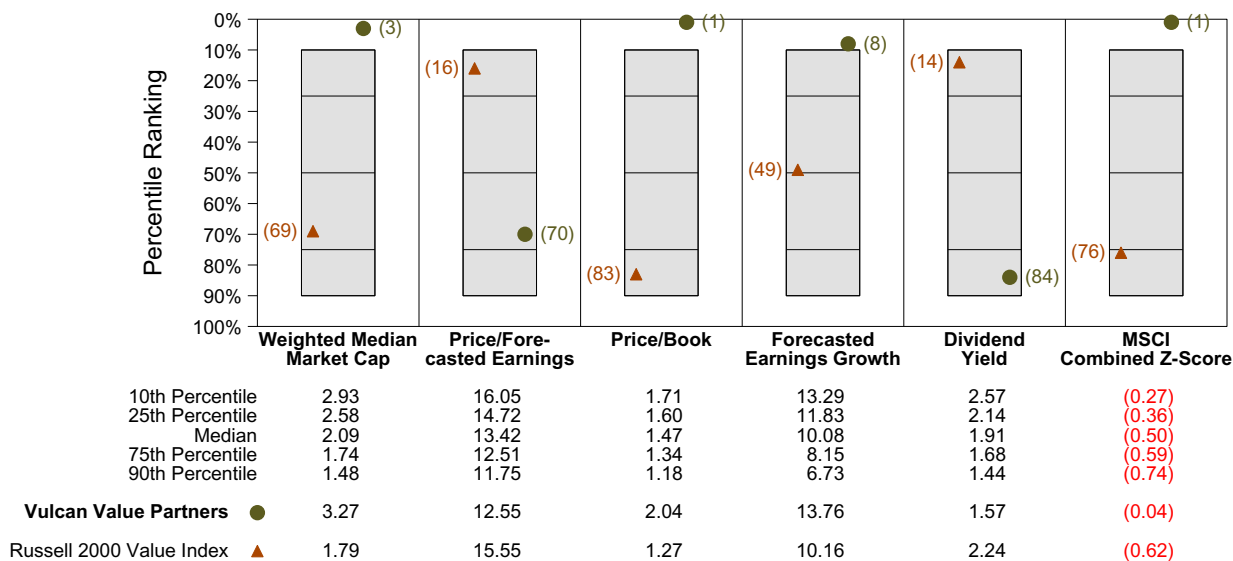 Percentile Ranking
0%
10%
20%
30%
40%
50%
60%
70%
80%
90%
100%
(3)
(69)
(16)
(70)
(1)
(83)
(8)
(49)
(14)
(84)
(1)
(76)
Weighted Median
Market Cap
Price/Fore-
casted Earnings
Price/Book
Forecasted
Earnings Growth
Dividend
Yield
MSCI
Combined Z-Score
10th Percentile 2.93 16.05 1.71 13.29 2.57 (0.27)
25th Percentile 2.58 14.72 1.60 11.83 2.14 (0.36)
Median 2.09 13.42 1.47 10.08 1.91 (0.50)
75th Percentile 1.74 12.51 1.34 8.15 1.68 (0.59)
90th Percentile 1.48 11.75 1.18 6.73 1.44 (0.74)
Vulcan Value Partners 3.27 12.55 2.04 13.76 1.57 (0.04)
Russell 2000 Value Index 1.79 15.55 1.27 10.16 2.24 (0.62)